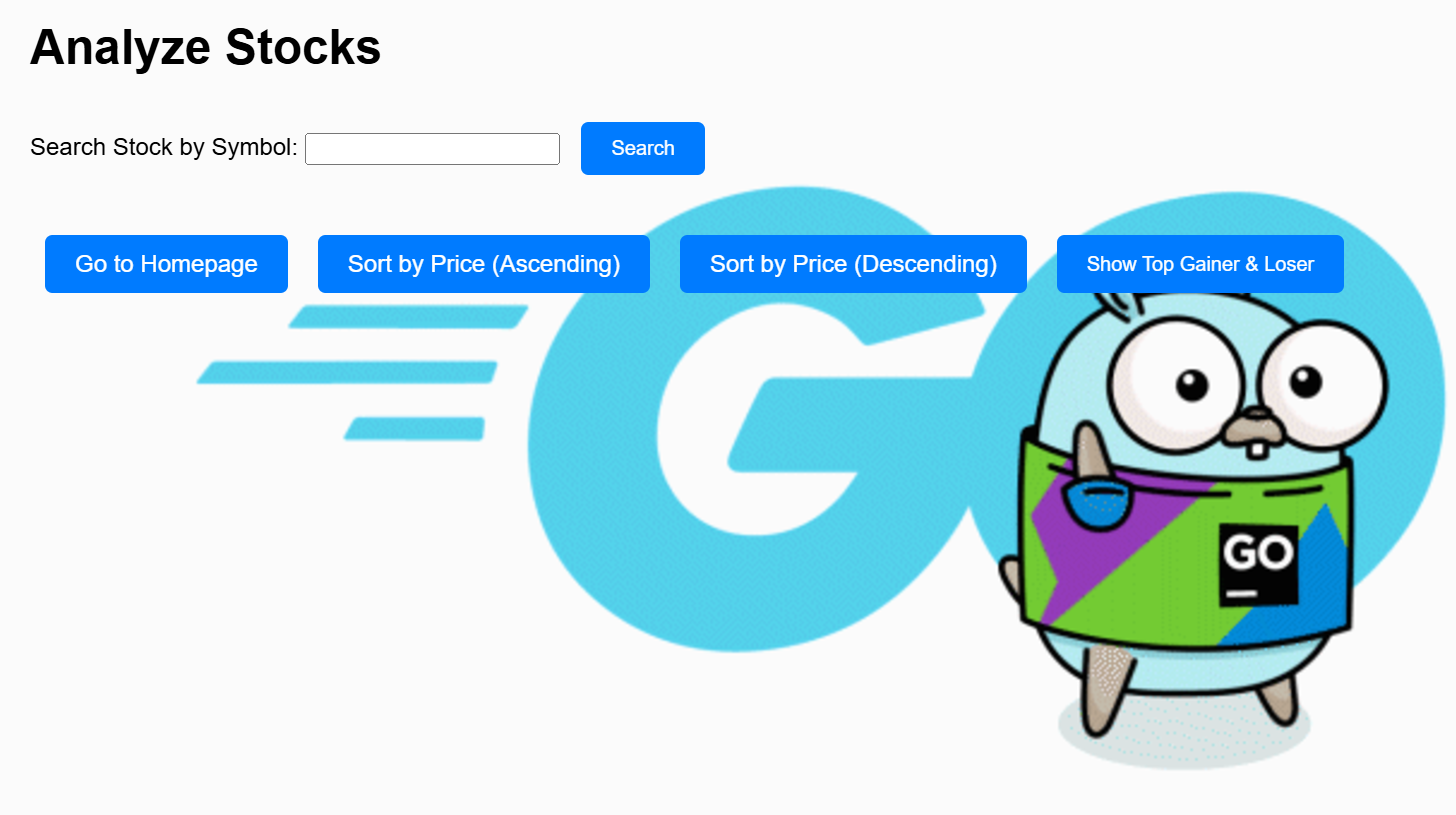 Analyze Stocks
Search Stock by Symbol: Search
Go to Homepage Sort by Price (Ascending) Sort by Price (Descending) Show Top Gainer & Loser
GO
GO